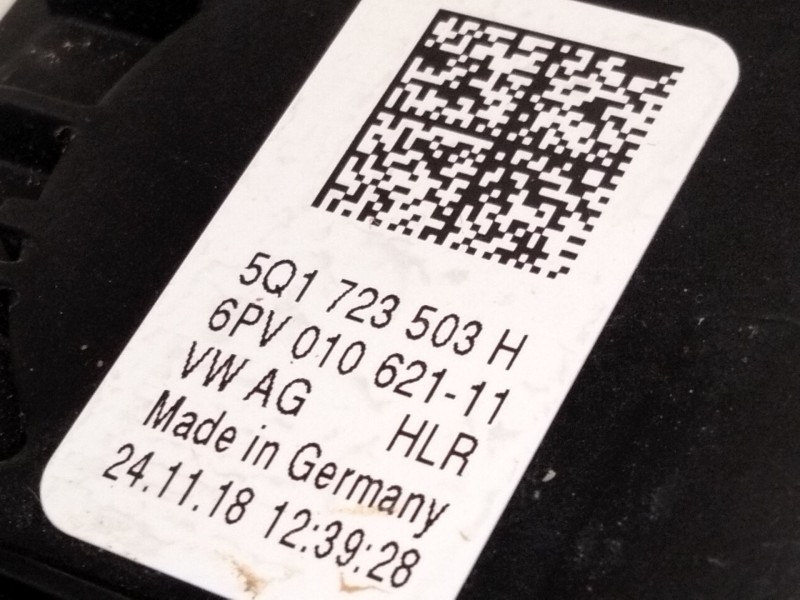 5Q1 723 503 H
6PV 010 621-11
VW AG HLR
Made in Germany
24.11.18 12:39:28